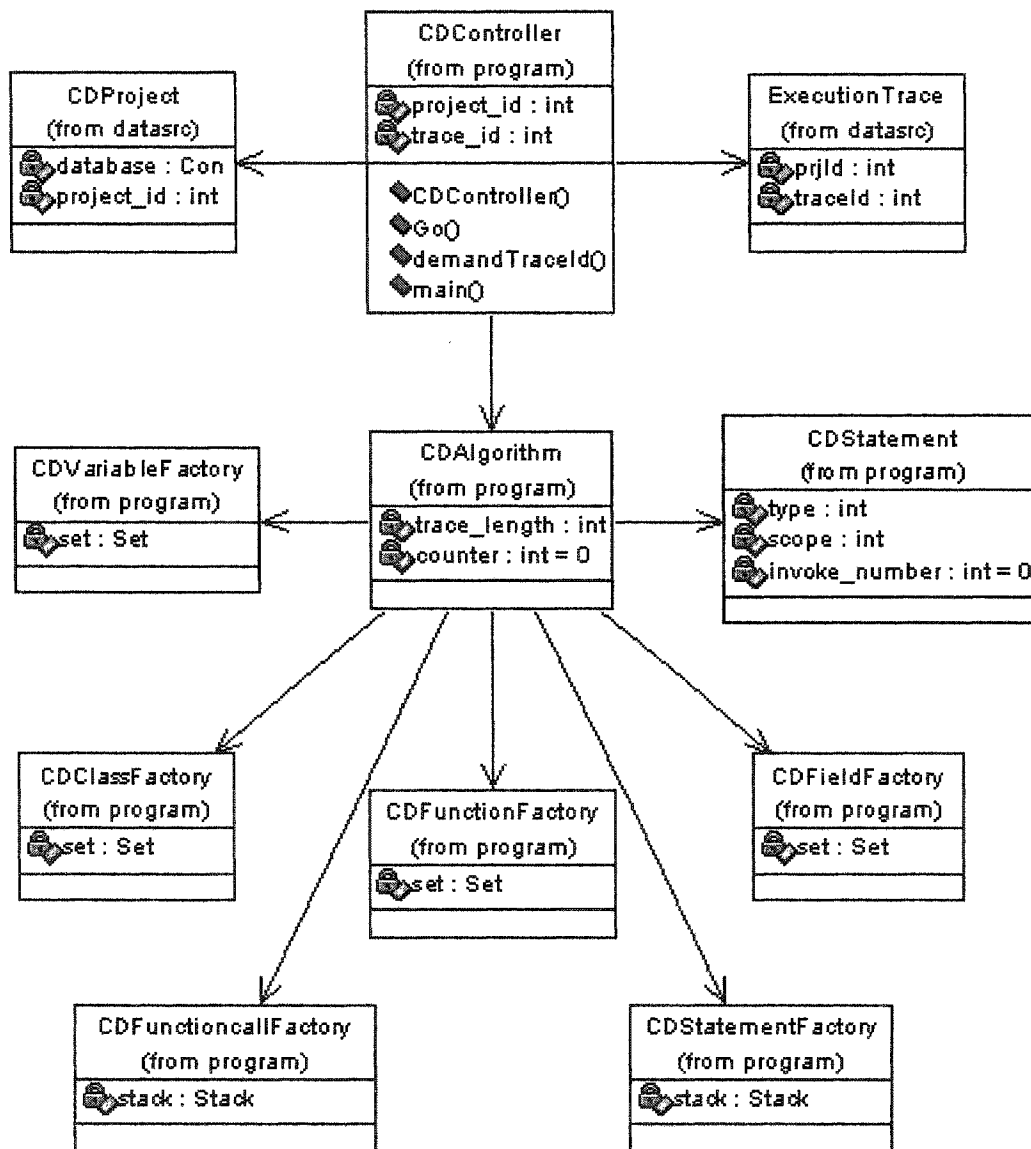 CDController
(from program)
project_id : int
trace_id : int
CDController()
Go()
demandTraceId()
main()
CDProject
(from datasrc)
database : Con
project_id : int
ExecutionTrace
(from datasrc)
prjId : int
traceId : int
CDVariableFactory
(from program)
set : Set
CDAlgorithm
(from program)
trace_length : int
counter : int = 0
CDStatement
(from program)
type : int
scope : int
invoke_number : int = 0
CDClassFactory
(from program)
set : Set
CDFunctionFactory
(from program)
set : Set
CDFieldFactory
(from program)
set : Set
CDFunctioncallFactory
(from program)
stack : Stack
CDStatementFactory
(from program)
stack : Stack